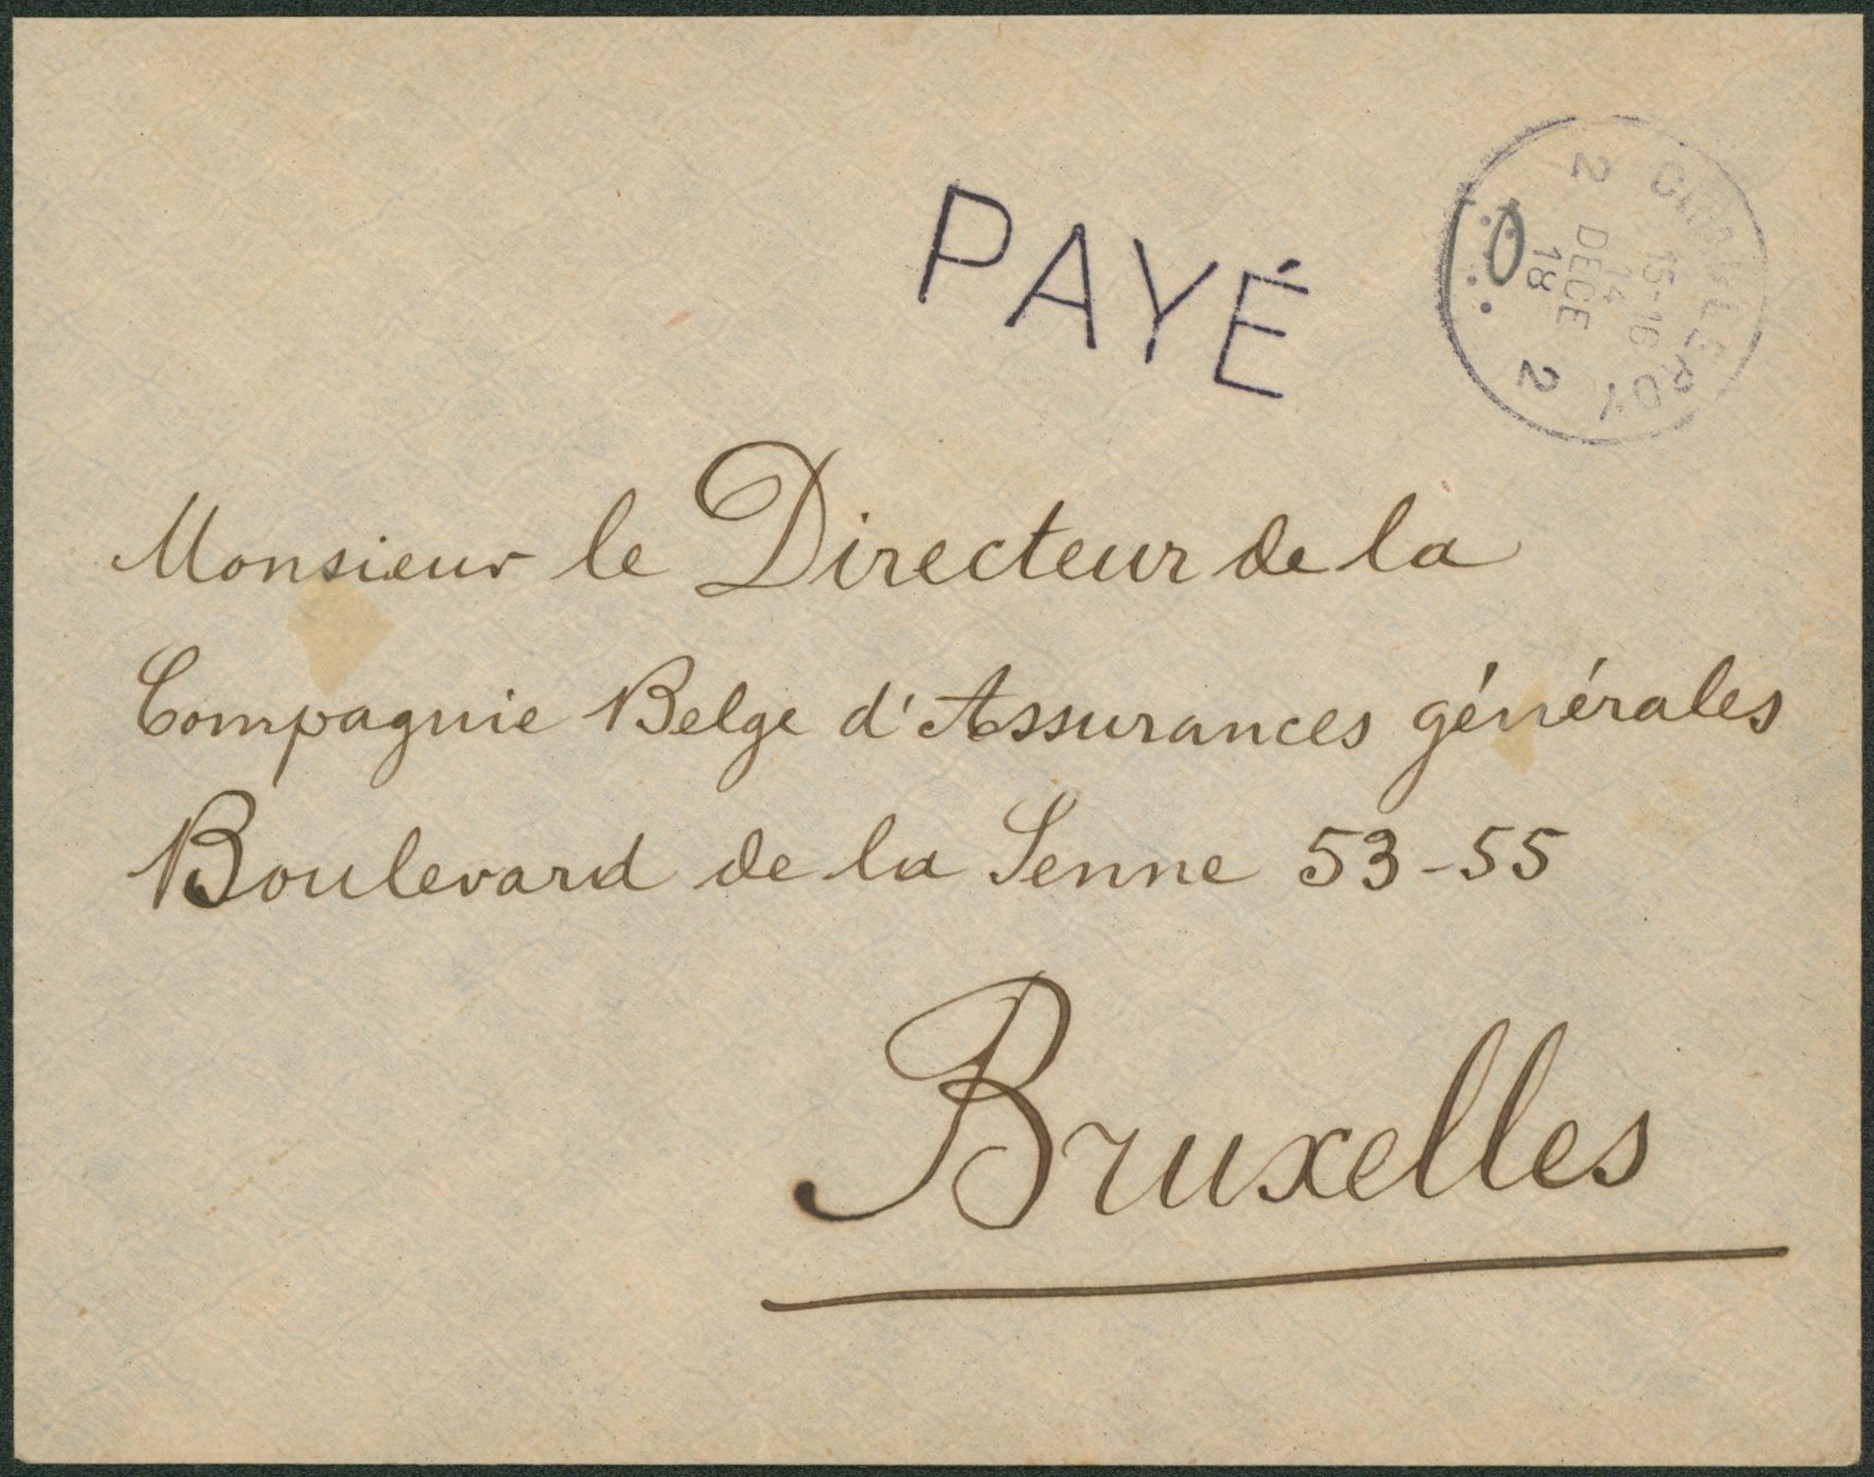 PAYÉ
CHARLEROY
2 2
15-16
14
DECE
18
10
Monsieur le Directeur de la
Compagnie Belge d'Assurances générales
Boulevard de la Senne 53-55
Bruxelles